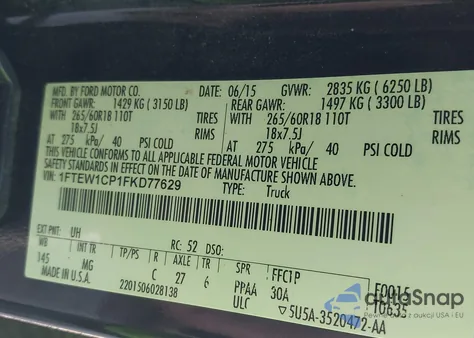 MFD. BY FORD MOTOR CO.
DATE: 06/15 GVWR: 2835 KG ( 6250 LB)
FRONT GAWR: 1429 KG ( 3150 LB) REAR GAWR: 1497 KG ( 3300 LB)
WITH 265/60R18 110T TIRES WITH 265/60R18 110T TIRES
18x7.5J RIMS 18x7.5J RIMS
AT 275 kPa/ 40 PSI COLD AT 275 kPa/ 40 PSI COLD
THIS VEHICLE CONFORMS TO ALL APPLICABLE FEDERAL MOTOR VEHICLE
SAFETY STANDARDS IN EFFECT ON THE DATE OF MANUFACTURE SHOWN ABOVE.
VIN: 1FTEW1CP1FKD77629
TYPE: Truck
EXT PNT: UH RC: 52 DSO:
WB INT TR TP/PS R AXLE TR SPR FFC1P F0015
145 MG C 27 6 PPAA 30A T0635
MADE IN U.S.A. 2201506028138 ULC ▽5U5A-3520472-AA
autoSnap